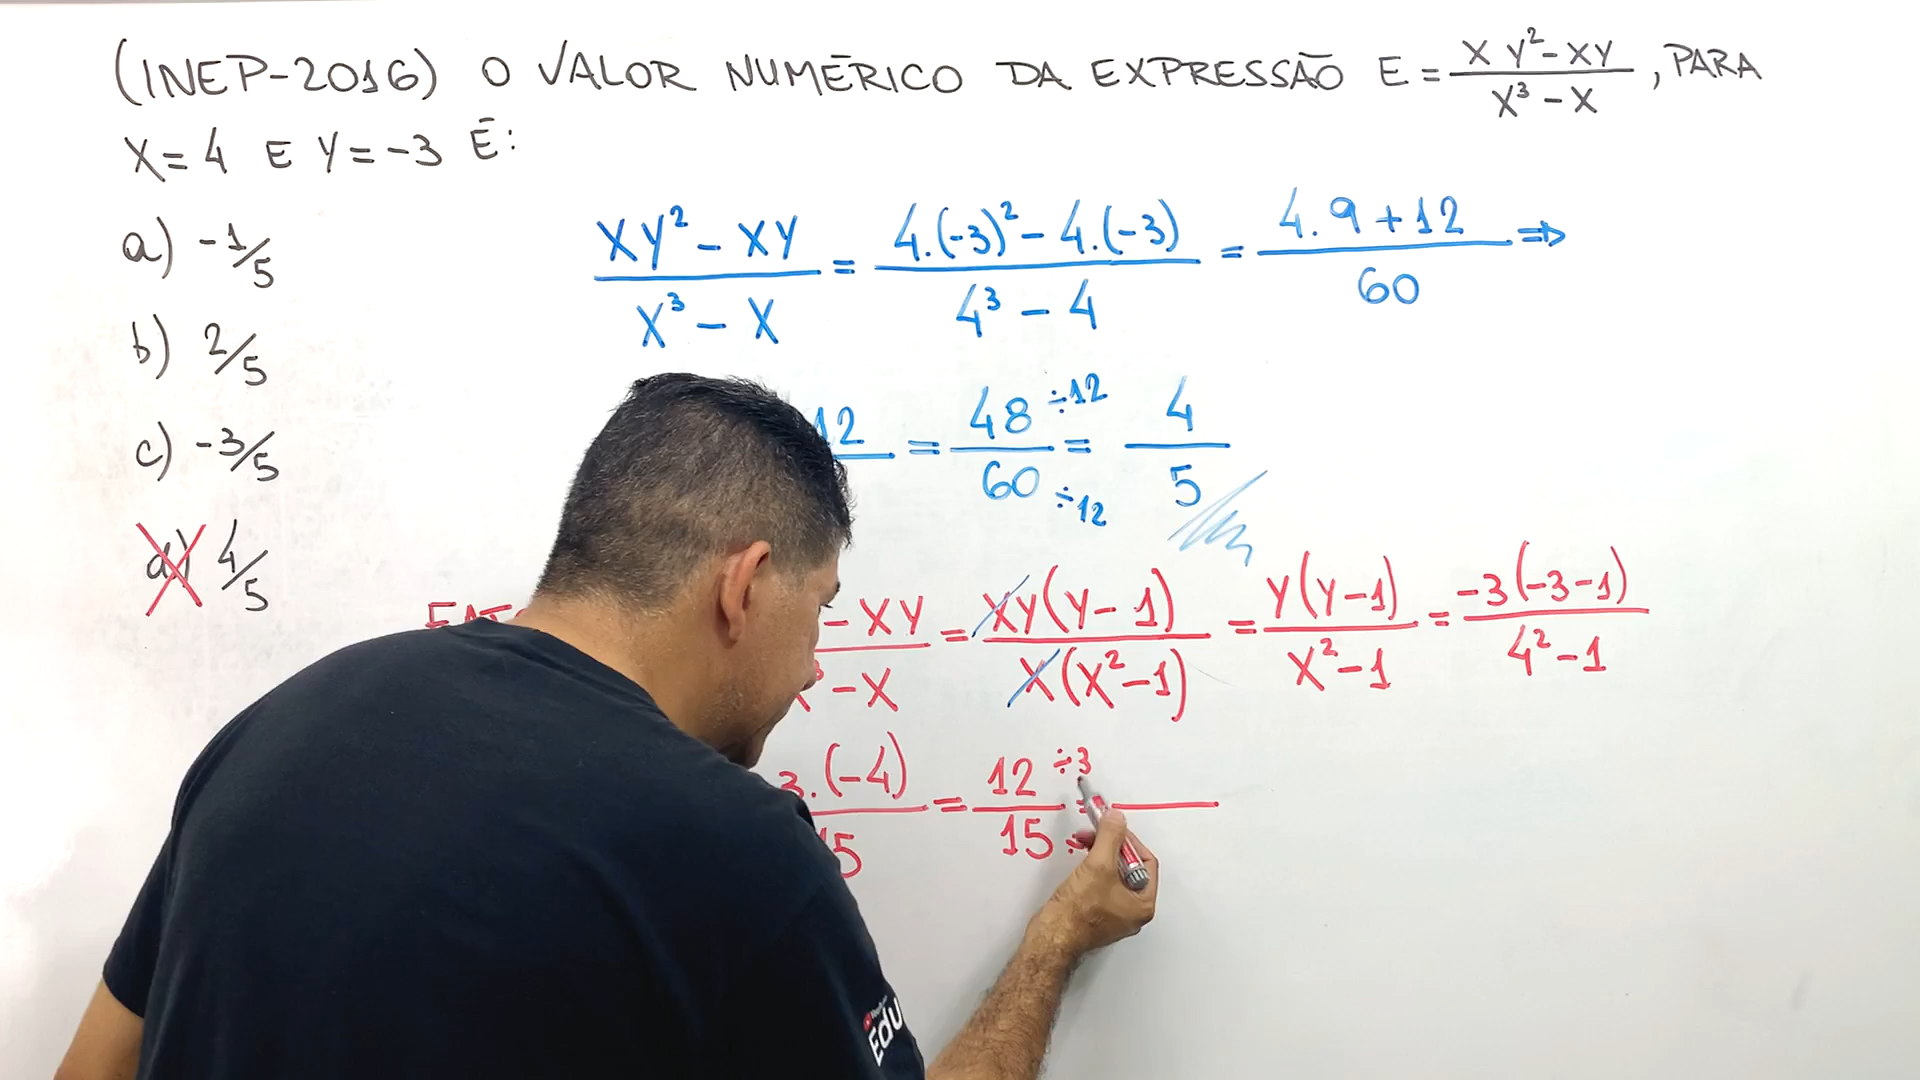 (INEP-2016) O VALOR NUMÉRICO DA EXPRESSÃO E = (XY² - XY)/(X³ - X), PARA
X = 4 E Y = -3 É:
a) -1/5
b) 2/5
c) -3/5
d) 4/5
(XY² - XY)/(X³ - X) = (4.(-3)² - 4.(-3))/(4³ - 4) = (4.9 + 12)/60 ⇒
12 = 48/60 ÷12 ÷12 = 4/5
- XY / - X = XY(Y - 1)/X(X² - 1) = Y(Y - 1)/(X² - 1) = -3(-3 - 1)/(4² - 1)
3.(-4)/15 = 12/15 ÷3 ÷ =
Edu